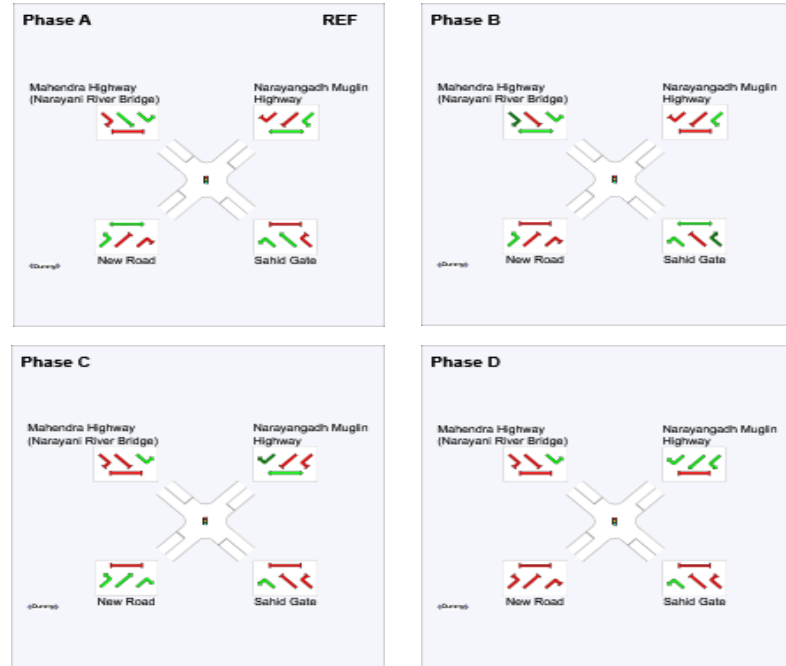 Phase A REF
Mahendra Highway
(Narayani River Bridge)
Narayangadh Muglin
Highway
New Road
Sahid Gate
Phase B
Mahendra Highway
(Narayani River Bridge)
Narayangadh Muglin
Highway
New Road
Sahid Gate
Phase C
Mahendra Highway
(Narayani River Bridge)
Narayangadh Muglin
Highway
New Road
Sahid Gate
Phase D
Mahendra Highway
(Narayani River Bridge)
Narayangadh Muglin
Highway
New Road
Sahid Gate